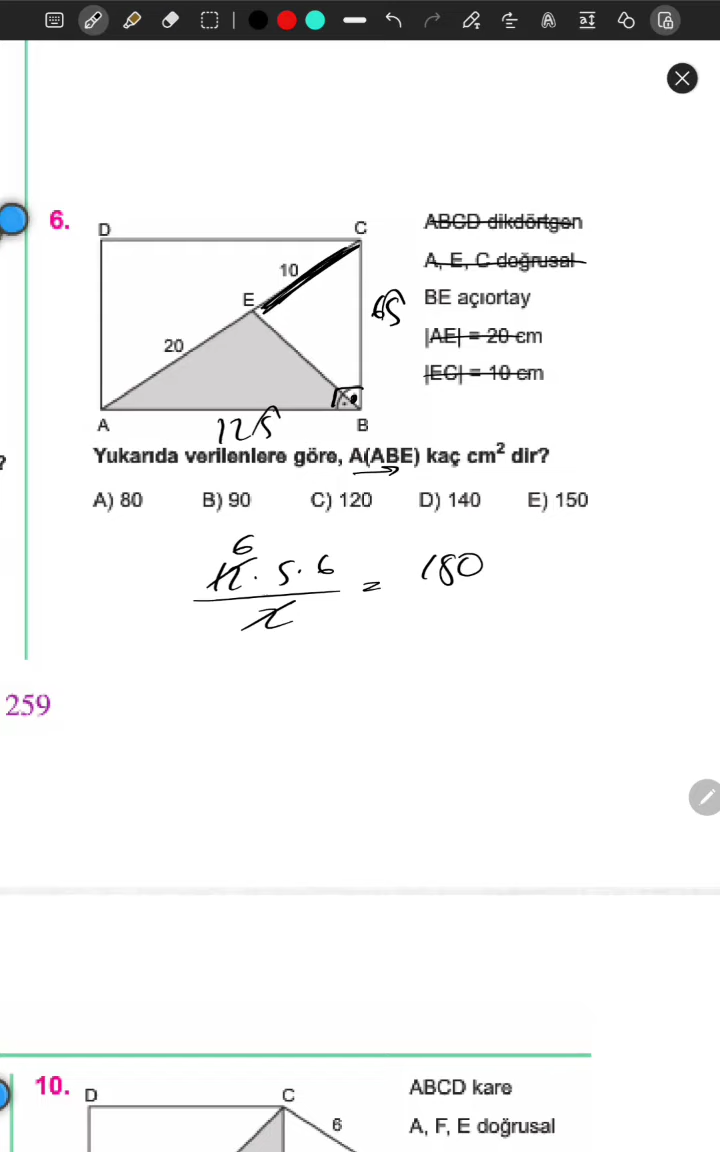 6.
D
C
ABCD dikdörtgen
A, E, C doğrusal
10
E
BE açıortay
6√5
|AE| = 20 cm
20
|EC| = 10 cm
A
B
12√5
Yukarıda verilenlere göre, A(ABE) kaç cm² dir?
?
A) 80 B) 90 C) 120 D) 140 E) 150
6
12 . 5 . 6
= 180
2
259
10.
D
C
ABCD kare
6
A, F, E doğrusal